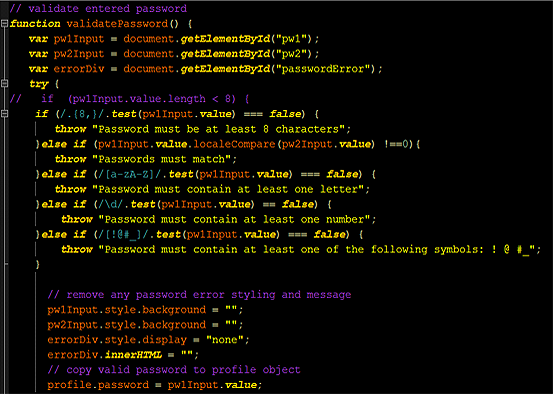 // validate entered password
function validatePassword() {
var pw1Input = document.getElementById("pw1");
var pw2Input = document.getElementById("pw2");
var errorDiv = document.getElementById("passwordError");
try {
// if (pw1Input.value.length < 8) {
if (/.{8,}/.test(pw1Input.value) === false) {
throw "Password must be at least 8 characters";
}else if (pw1Input.value.localeCompare(pw2Input.value) !==0){
throw "Passwords must match";
}else if (/[a-zA-Z]/.test(pw1Input.value) === false) {
throw "Password must contain at least one letter";
}else if (/\d/.test(pw1Input.value) == false) {
throw "Password must contain at least one number";
}else if (/[!@#_]/.test(pw1Input.value) === false) {
throw "Password must contain at least one of the following symbols: ! @ #_";
}
// remove any password error styling and message
pw1Input.style.background = "";
pw2Input.style.background = "";
errorDiv.style.display = "none";
errorDiv.innerHTML = "";
// copy valid password to profile object
profile.password = pw1Input.value;